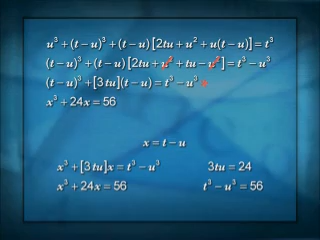 u³ + (t – u)³ + (t – u) [2tu + u² + u(t – u)] = t³
(t – u)³ + (t – u) [2tu + u² + tu – u²] = t³ – u³
(t – u)³ + [3tu](t – u) = t³ – u³
x³ + 24x = 56
x = t – u
x³ + [3tu]x = t³ – u³ 3tu = 24
x³ + 24x = 56 t³ – u³ = 56